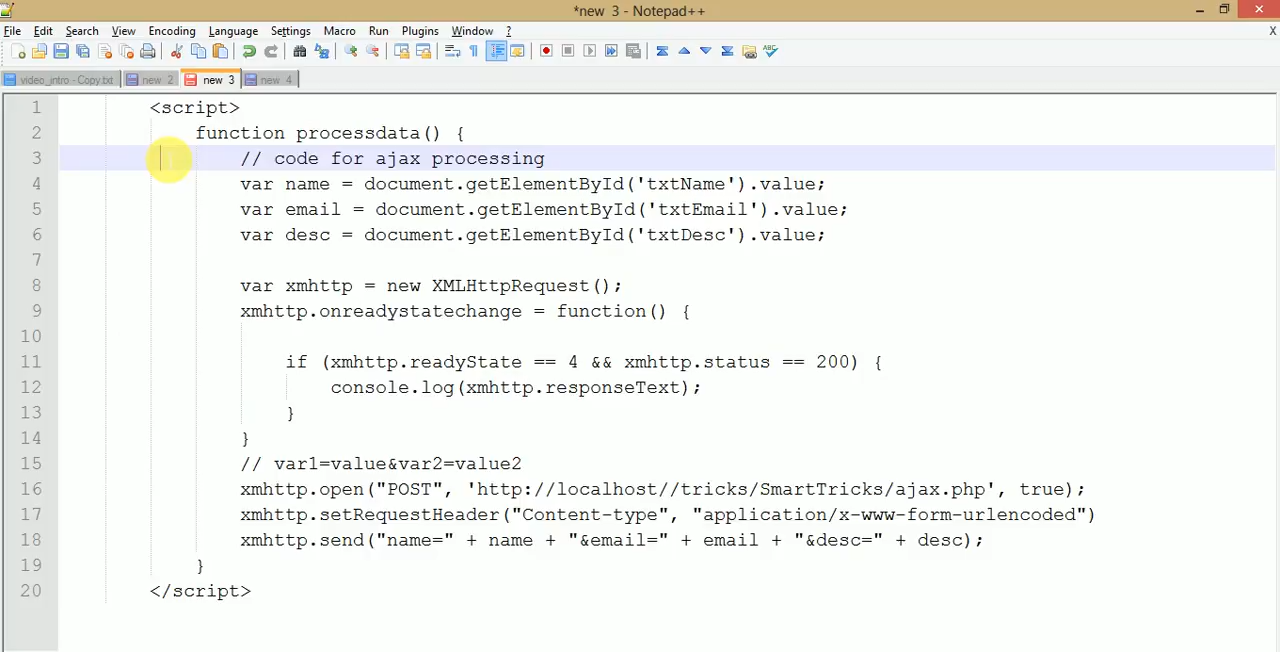 *new 3 - Notepad++
File Edit Search View Encoding Language Settings Macro Run Plugins Window ? X
video_intro - Copy.txt new 2 new 3 new 4
1 <script>
2 function processdata() {
3 // code for ajax processing
4 var name = document.getElementById('txtName').value;
5 var email = document.getElementById('txtEmail').value;
6 var desc = document.getElementById('txtDesc').value;
7
8 var xmhttp = new XMLHttpRequest();
9 xmhttp.onreadystatechange = function() {
10
11 if (xmhttp.readyState == 4 && xmhttp.status == 200) {
12 console.log(xmhttp.responseText);
13 }
14 }
15 // var1=value&var2=value2
16 xmhttp.open("POST", 'http://localhost//tricks/SmartTricks/ajax.php', true);
17 xmhttp.setRequestHeader("Content-type", "application/x-www-form-urlencoded")
18 xmhttp.send("name=" + name + "&email=" + email + "&desc=" + desc);
19 }
20 </script>